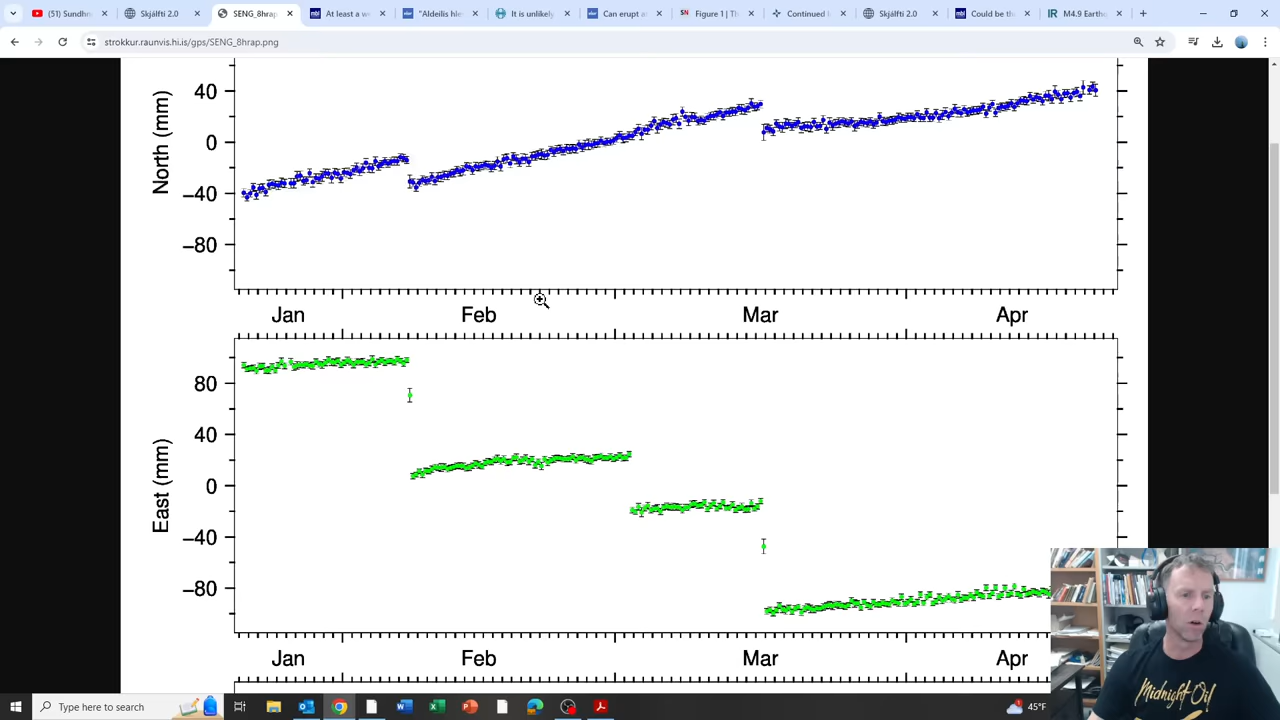 (51) Sundhn
Skjálfti 2.0
SENG_8hrap.png
At least a w
"Aldeilis hle
It is unlikely
Can erupt a
Figure 1 | Th
Continued i
Skjálfti 2.0
Could be th
M4.9 Earth
strokkur.raunvis.hi.is/gps/SENG_8hrap.png
North (mm)
40
0
−40
−80
Jan Feb Mar Apr
East (mm)
80
40
0
−40
−80
Jan Feb Mar Apr
Midnight Oil
Type here to search
45°F